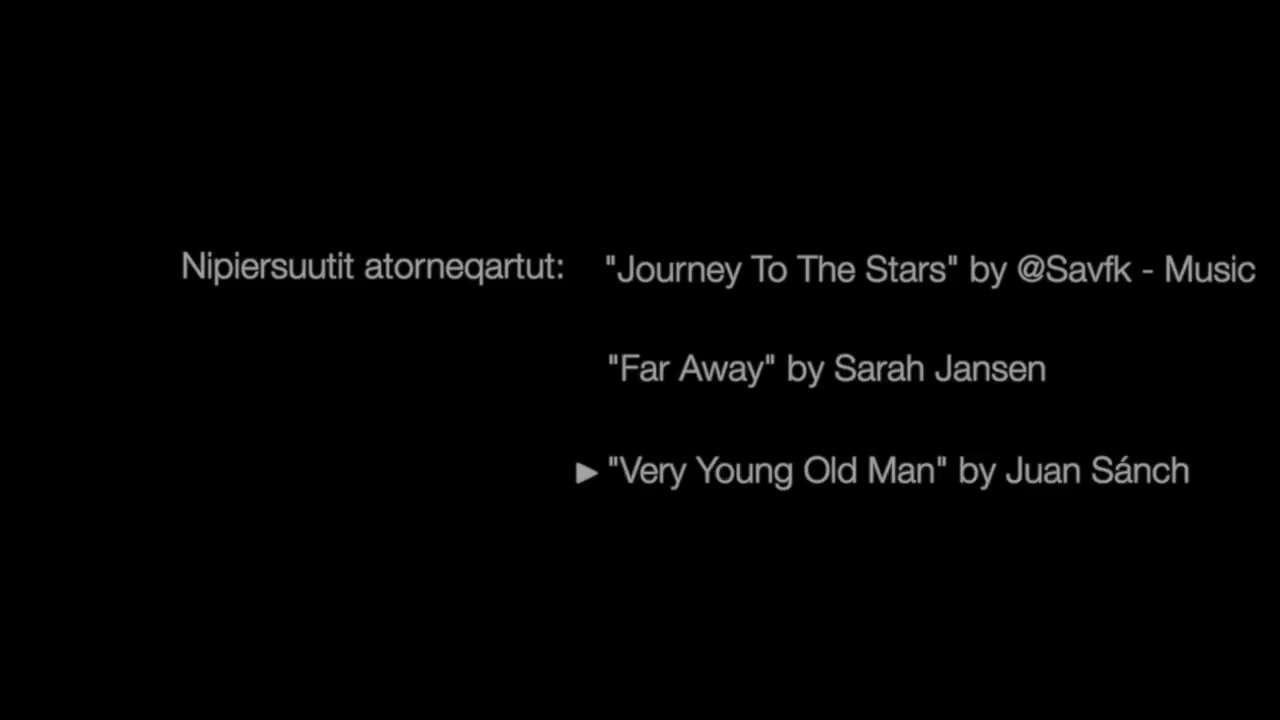 Nipiersuutit atorneqartut: "Journey To The Stars" by @Savfk - Music
"Far Away" by Sarah Jansen
▶ "Very Young Old Man" by Juan Sánch